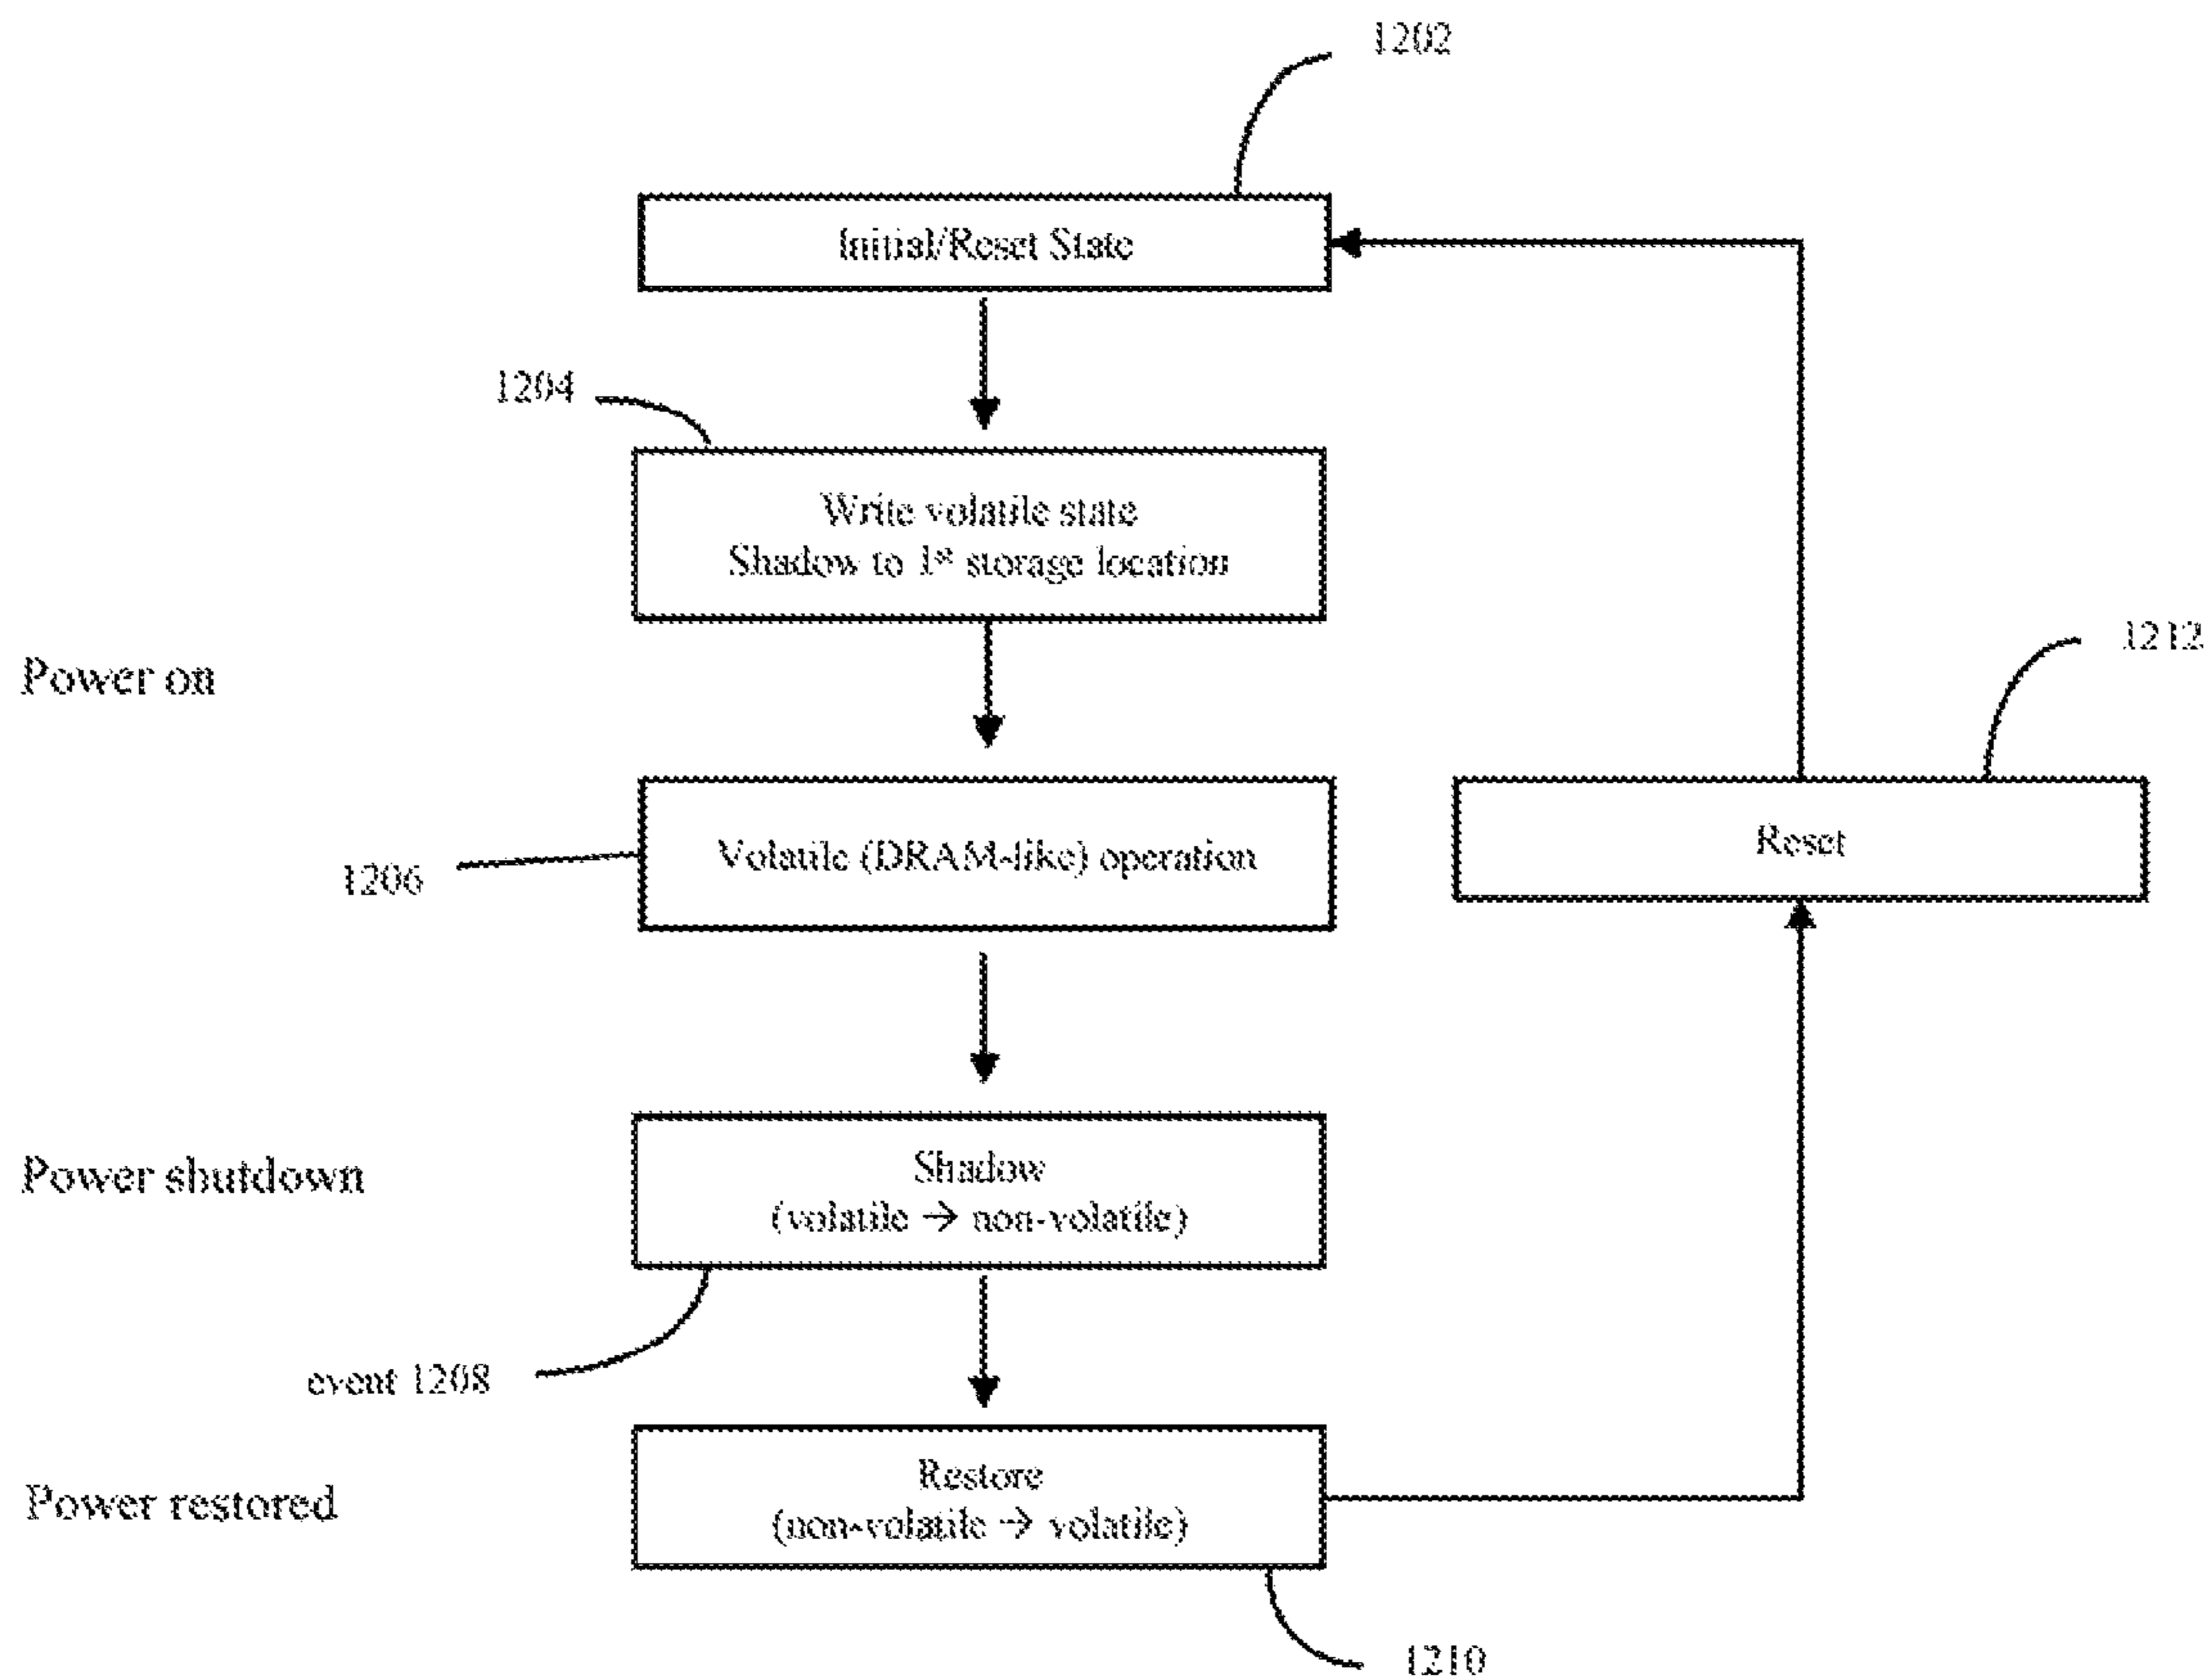 1202
Initial/Reset State
1204
Write volatile state
Shadow to 1st storage location
Power on
1212
Volatile (DRAM-like) operation
Reset
1206
Power shutdown
Shadow
(volatile → non-volatile)
event 1208
Power restored
Restore
(non-volatile → volatile)
1210